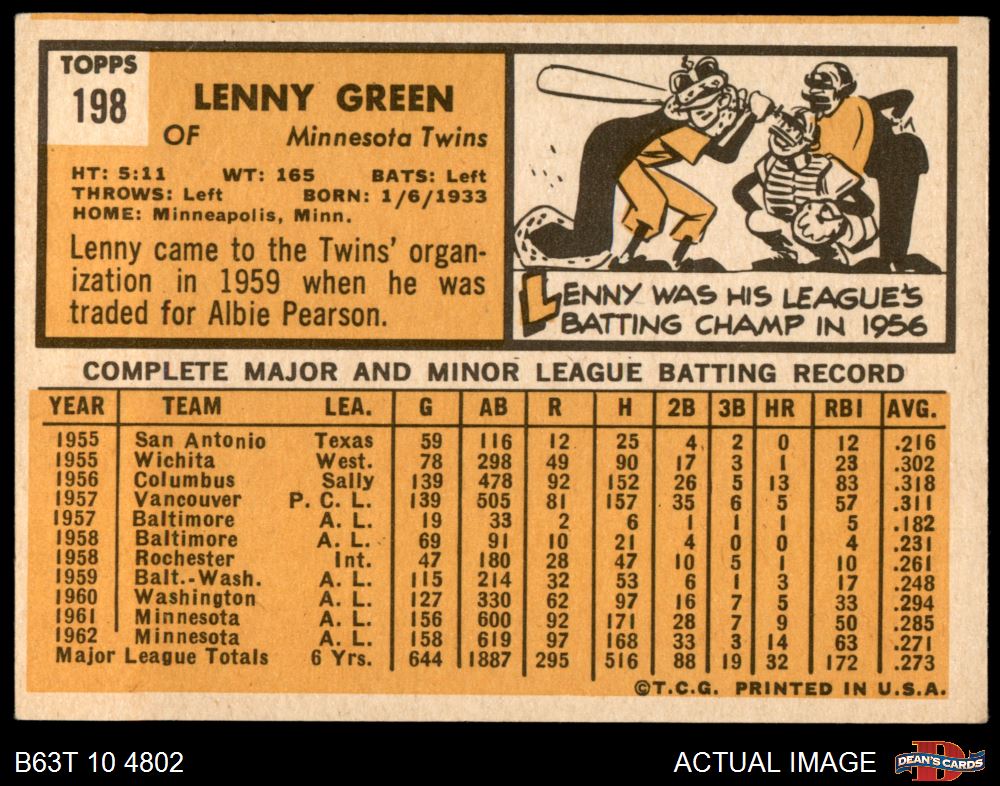 TOPPS
198
LENNY GREEN
OF Minnesota Twins
HT: 5:11 WT: 165 BATS: Left
THROWS: Left BORN: 1/6/1933
HOME: Minneapolis, Minn.
Lenny came to the Twins' organ-
ization in 1959 when he was
traded for Albie Pearson.
LENNY WAS HIS LEAGUE'S
BATTING CHAMP IN 1956
COMPLETE MAJOR AND MINOR LEAGUE BATTING RECORD
YEAR TEAM LEA. G AB R H 2B 3B HR RBI AVG.
1955 San Antonio Texas 59 116 12 25 4 2 0 12 .216
1955 Wichita West. 78 298 49 90 17 3 1 23 .302
1956 Columbus Sally 139 478 92 152 26 5 13 83 .318
1957 Vancouver P. C. L. 139 505 81 157 35 6 5 57 .311
1957 Baltimore A. L. 19 33 2 6 1 1 1 5 .182
1958 Baltimore A. L. 69 91 10 21 4 0 0 4 .231
1958 Rochester Int. 47 180 28 47 10 5 1 10 .261
1959 Balt.-Wash. A. L. 115 214 32 53 6 1 3 17 .248
1960 Washington A. L. 127 330 62 97 16 7 5 33 .294
1961 Minnesota A. L. 156 600 92 171 28 7 9 50 .285
1962 Minnesota A. L. 158 619 97 168 33 3 14 63 .271
Major League Totals 6 Yrs. 644 1887 295 516 88 19 32 172 .273
©T.C.G. PRINTED IN U.S.A.
B63T 10 4802
ACTUAL IMAGE
D
DEAN'S CARDS